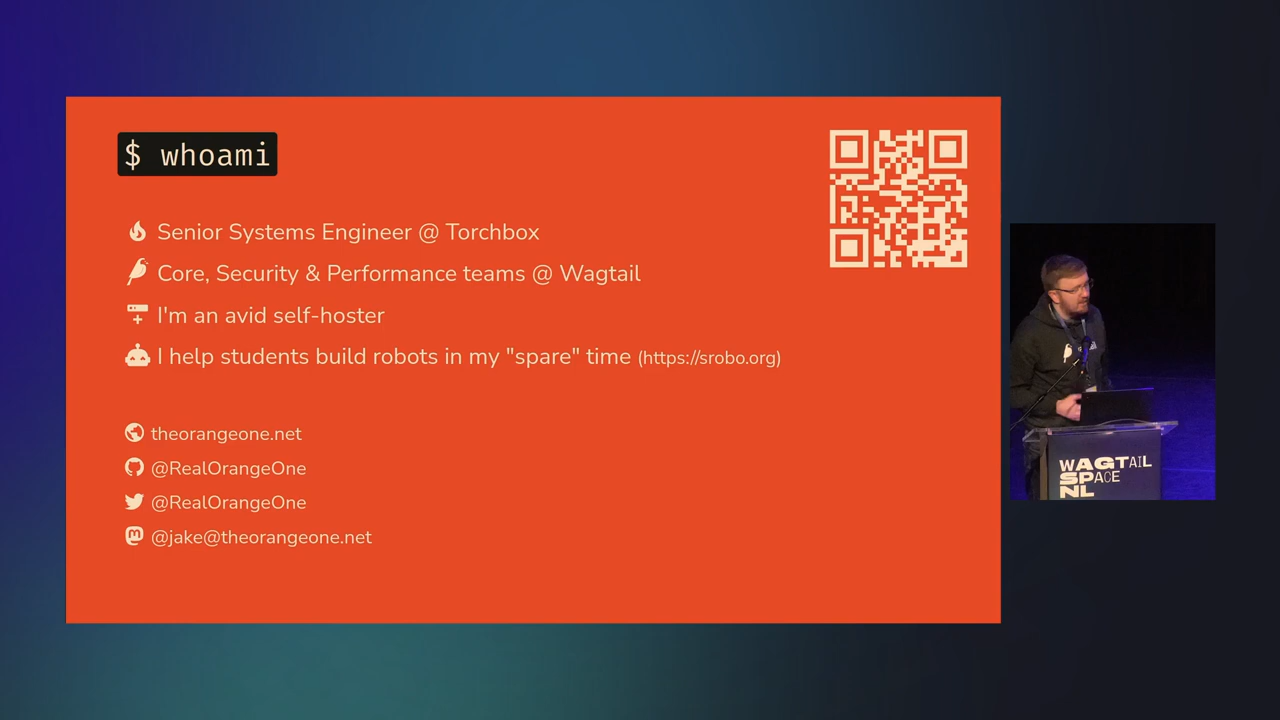 $ whoami
Senior Systems Engineer @ Torchbox
Core, Security & Performance teams @ Wagtail
I'm an avid self-hoster
I help students build robots in my "spare" time (https://srobo.org)
theorangeone.net
@RealOrangeOne
@RealOrangeOne
@jake@theorangeone.net
WAGTAIL
SPACE
NL